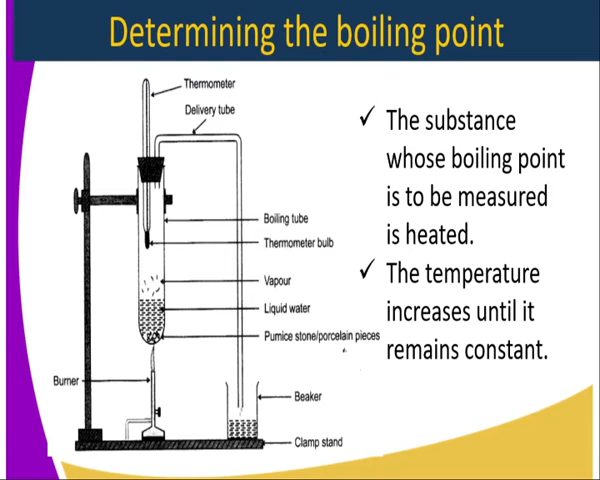 Determining the boiling point
Thermometer
Delivery tube
Boiling tube
Thermometer bulb
Vapour
Liquid water
Pumice stone/porcelain pieces
Burner
Beaker
Clamp stand
✓ The substance
whose boiling point
is to be measured
is heated.
✓ The temperature
increases until it
remains constant.